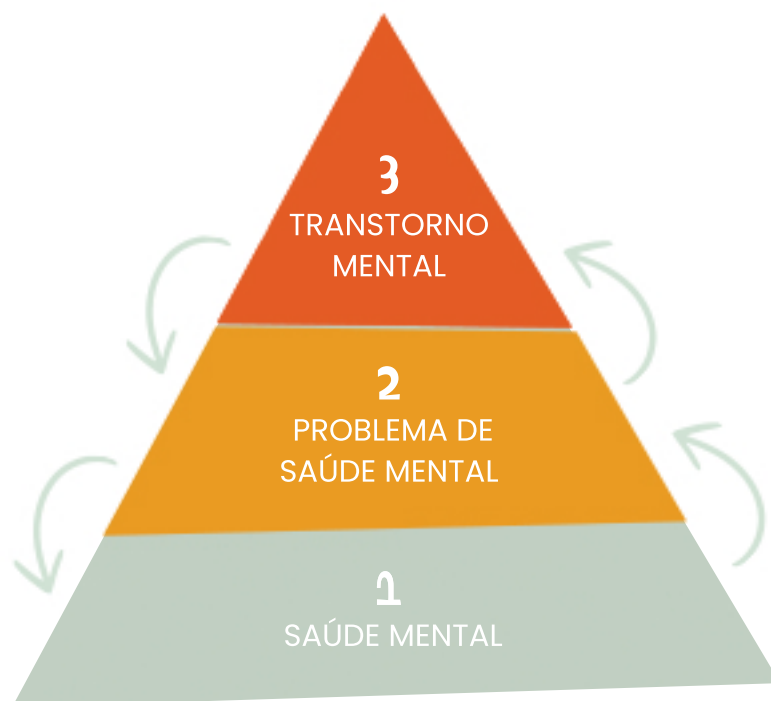 3
TRANSTORNO
MENTAL
2
PROBLEMA DE
SAÚDE MENTAL
1
SAÚDE MENTAL